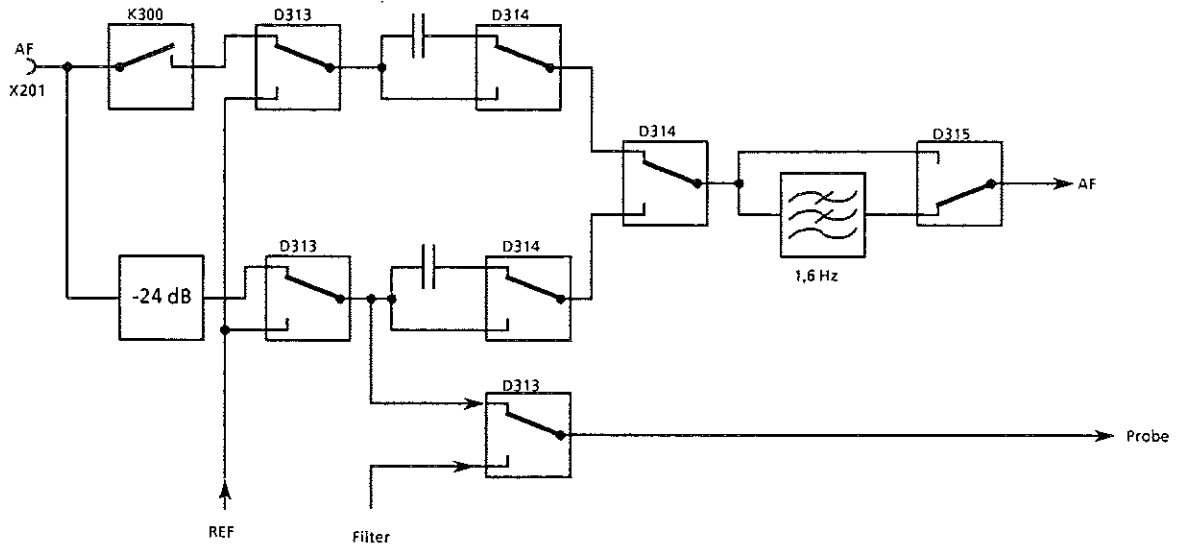 K300
D313
D314
AF
X201
D314
D315
AF
1,6 Hz
D313
D314
-24 dB
D313
Probe
REF
Filter